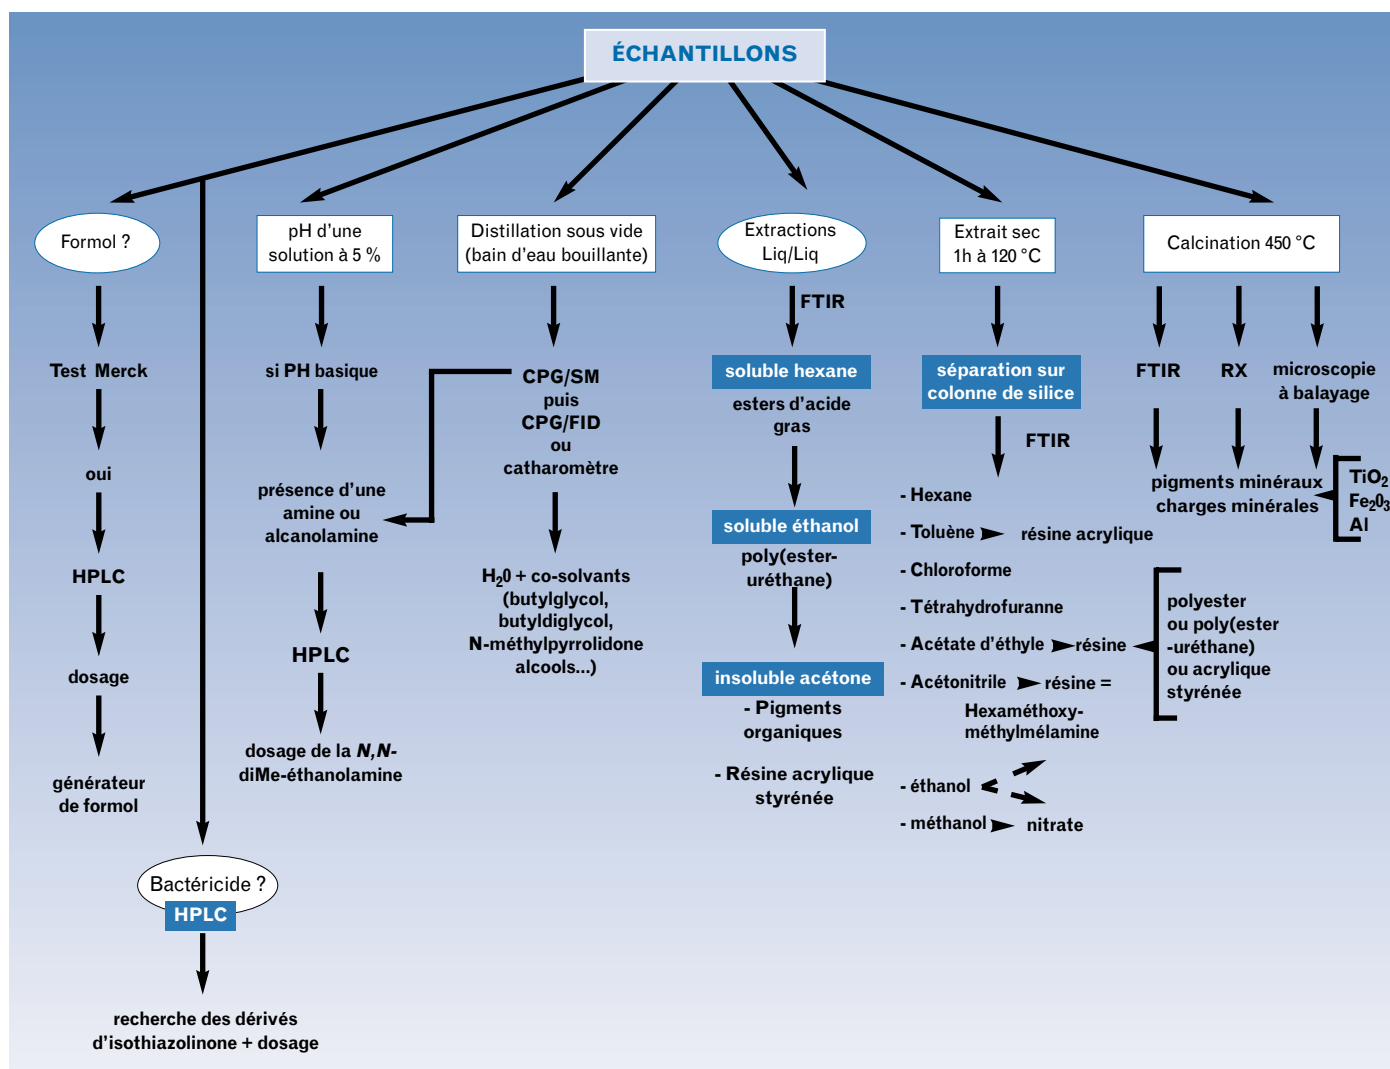 ÉCHANTILLONS
Formol ?
Test Merck
oui
HPLC
dosage
générateur
de formol
Bactéricide ?
HPLC
recherche des dérivés
d'isothiazolinone + dosage
pH d'une
solution à 5 %
si PH basique
présence d'une
amine ou
alcanolamine
HPLC
dosage de la N,N-
diMe-éthanolamine
Distillation sous vide
(bain d'eau bouillante)
CPG/SM
puis
CPG/FID
ou
catharomètre
H₂0 + co-solvants
(butylglycol,
butyldiglycol,
N-méthylpyrrolidone
alcools...)
Extractions
Liq/Liq
FTIR
soluble hexane
esters d'acide
gras
soluble éthanol
poly(ester-
uréthane)
insoluble acétone
- Pigments
organiques
- Résine acrylique
styrénée
Extrait sec
1h à 120 °C
séparation sur
colonne de silice
FTIR
- Hexane
- Toluène résine acrylique
- Chloroforme
- Tétrahydrofuranne
- Acétate d'éthyle résine
- Acétonitrile résine =
Hexaméthoxy-
méthylmélamine
- éthanol
- méthanol nitrate
polyester
ou poly(ester
-uréthane)
ou acrylique
styrénée
Calcination 450 °C
FTIR
RX
microscopie
à balayage
pigments minéraux
charges minérales
TiO₂
Fe₂0₃
Al